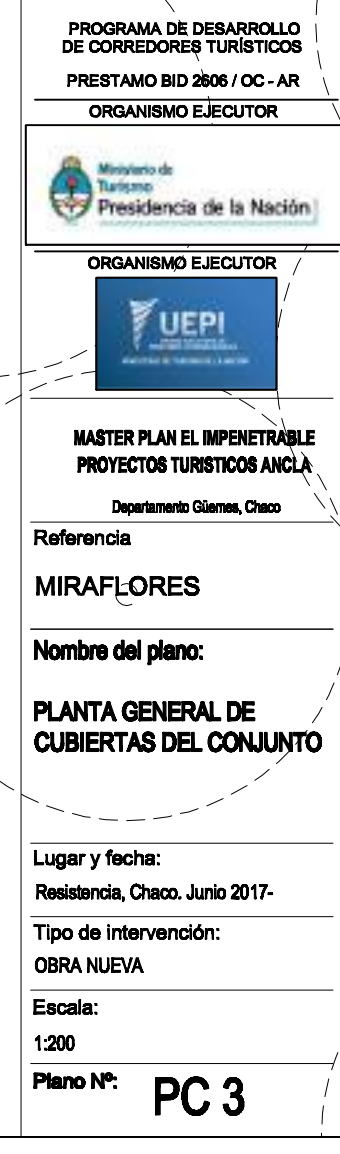 PROGRAMA DE DESARROLLO
DE CORREDORES TURÍSTICOS
PRESTAMO BID 2606 / OC - AR
ORGANISMO EJECUTOR
Ministerio de
Turismo
Presidencia de la Nación
ORGANISMO EJECUTOR
UEPI
MASTER PLAN EL IMPENETRABLE
PROYECTOS TURISTICOS ANCLA
Departamento Güemes, Chaco
Referencia
MIRAFLORES
Nombre del plano:
PLANTA GENERAL DE
CUBIERTAS DEL CONJUNTO
Lugar y fecha:
Resistencia, Chaco. Junio 2017-
Tipo de intervención:
OBRA NUEVA
Escala:
1:200
Plano Nº: PC 3